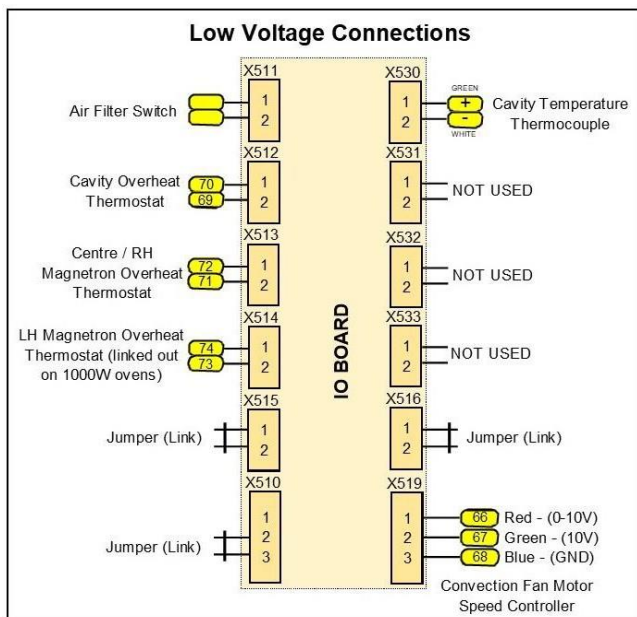 Low Voltage Connections
X511
1
2
Air Filter Switch
X512
1
2
Cavity Overheat
Thermostat
70
69
X513
1
2
Centre / RH
Magnetron Overheat
Thermostat
72
71
X514
1
2
LH Magnetron Overheat
Thermostat (linked out
on 1000W ovens)
74
73
X515
1
2
Jumper (Link)
X510
1
2
3
Jumper (Link)
IO BOARD
X530
1
2
GREEN
+
-
WHITE
Cavity Temperature
Thermocouple
X531
1
2
NOT USED
X532
1
2
NOT USED
X533
1
2
NOT USED
X516
1
2
Jumper (Link)
X519
1
2
3
66 Red - (0-10V)
67 Green - (10V)
68 Blue - (GND)
Convection Fan Motor
Speed Controller